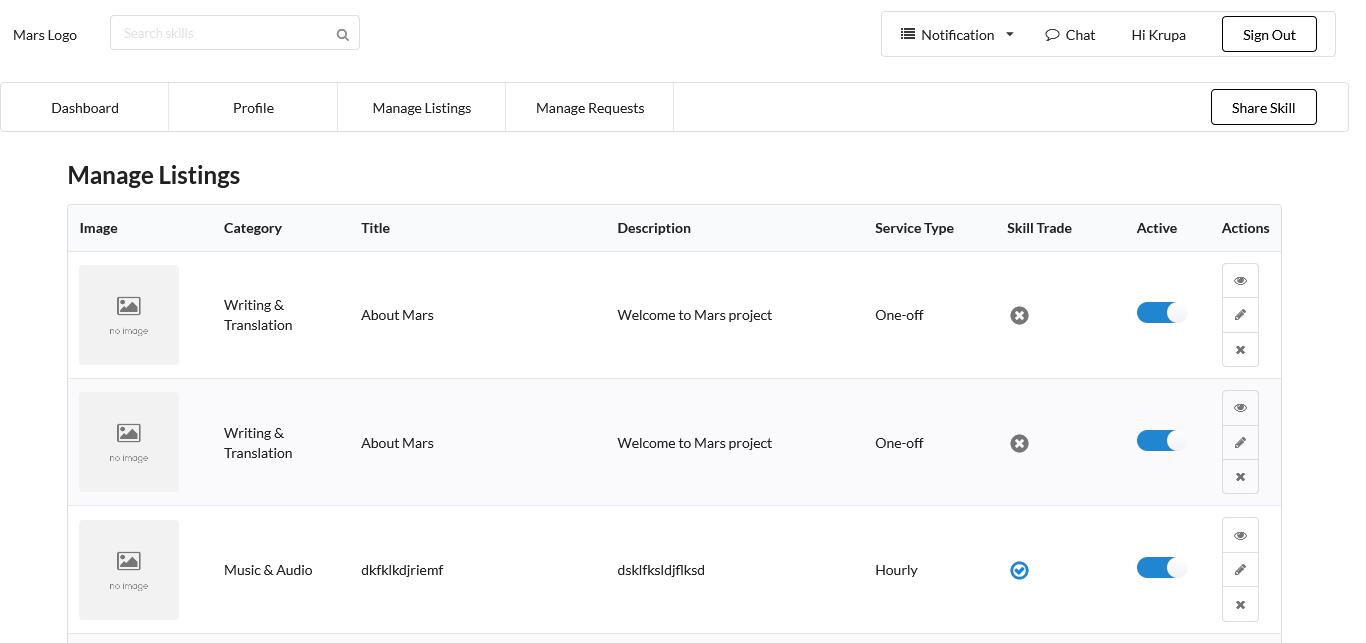 Mars Logo
Search skills
Notification
Chat
Hi Krupa
Sign Out
Dashboard
Profile
Manage Listings
Manage Requests
Share Skill
Manage Listings
Image Category Title Description Service Type Skill Trade Active Actions
no image
Writing &
Translation
About Mars
Welcome to Mars project
One-off
no image
Writing &
Translation
About Mars
Welcome to Mars project
One-off
no image
Music & Audio
dkfklkdjriemf
dsklfksldjflksd
Hourly